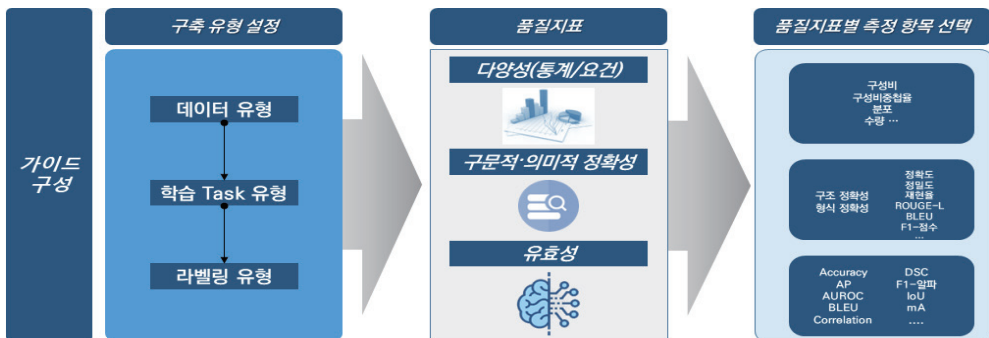 가이드
구성
구축 유형 설정
데이터 유형
학습 Task 유형
라벨링 유형
품질지표
다양성(통계/요건)
구문적·의미적 정확성
유효성
품질지표별 측정 항목 선택
구성비
구성비중첩율
분포
수량 …
구조 정확성
형식 정확성
정확도
정밀도
재현율
ROUGE-L
BLEU
F1-점수
…
Accuracy
AP
AUROC
BLEU
Correlation
DSC
F1-알파
IoU
mA
....